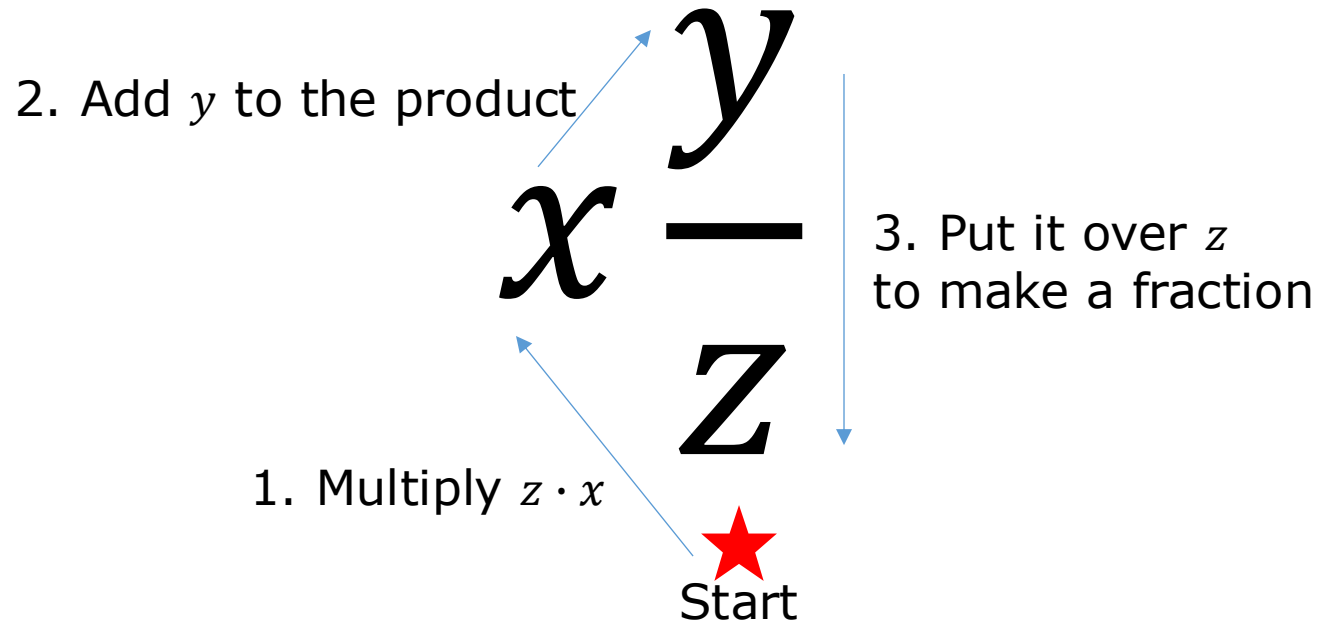 2. Add y to the product
x y/z
3. Put it over z
to make a fraction
1. Multiply z · x
Start